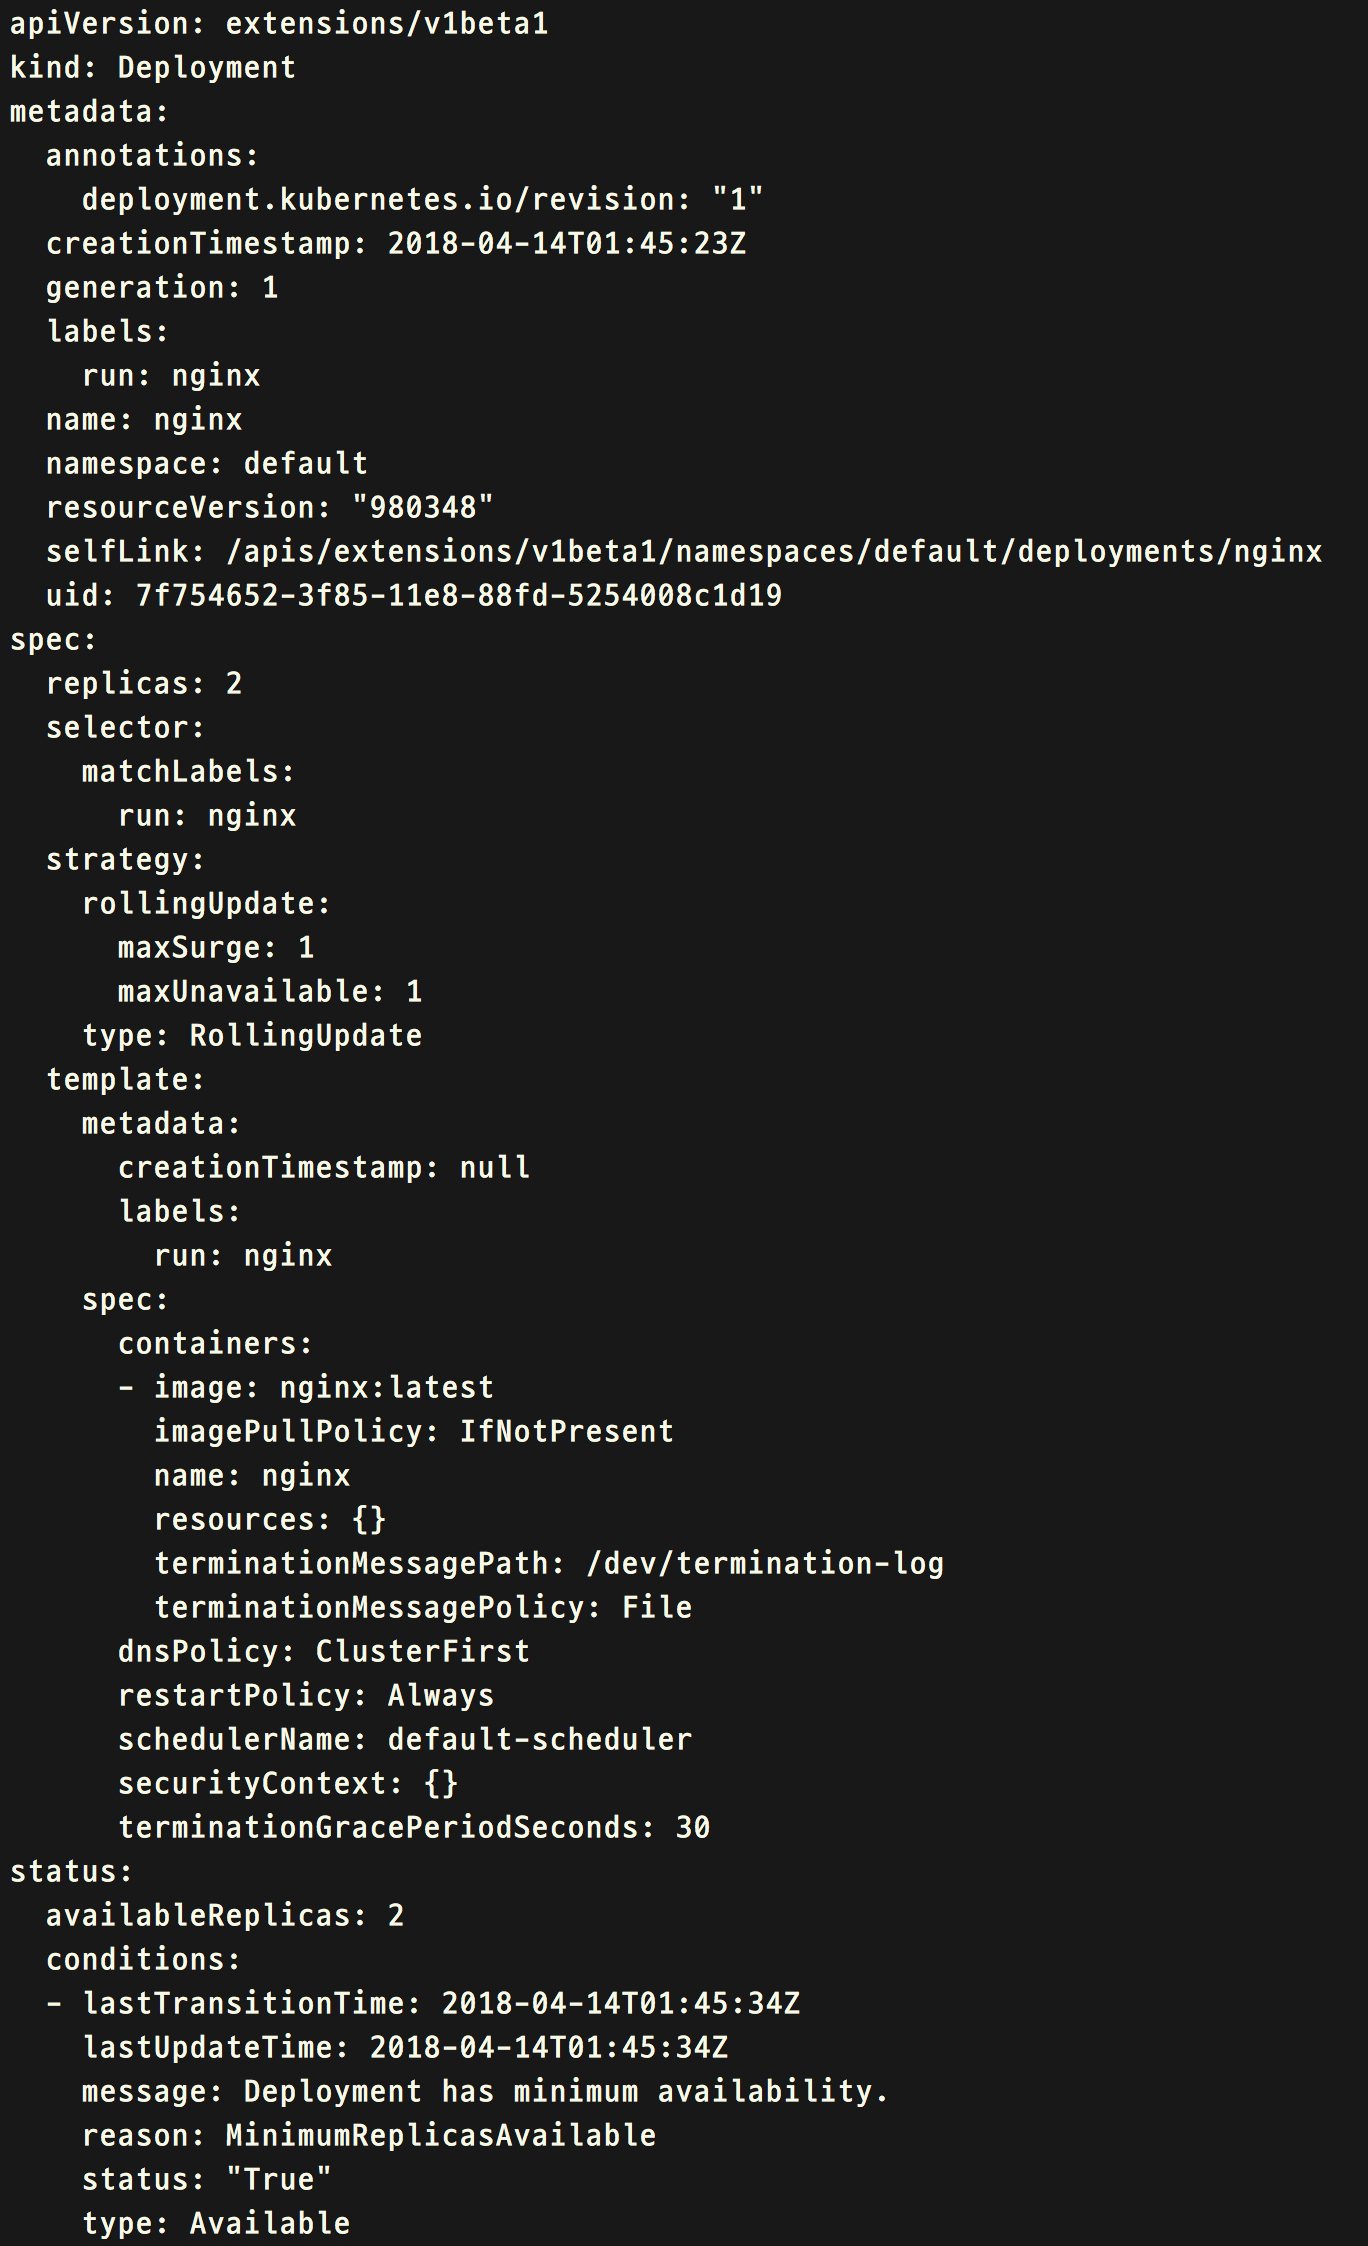 apiVersion: extensions/v1beta1
kind: Deployment
metadata:
  annotations:
    deployment.kubernetes.io/revision: "1"
  creationTimestamp: 2018-04-14T01:45:23Z
  generation: 1
  labels:
    run: nginx
  name: nginx
  namespace: default
  resourceVersion: "980348"
  selfLink: /apis/extensions/v1beta1/namespaces/default/deployments/nginx
  uid: 7f754652-3f85-11e8-88fd-5254008c1d19
spec:
  replicas: 2
  selector:
    matchLabels:
      run: nginx
  strategy:
    rollingUpdate:
      maxSurge: 1
      maxUnavailable: 1
    type: RollingUpdate
  template:
    metadata:
      creationTimestamp: null
      labels:
        run: nginx
    spec:
      containers:
      - image: nginx:latest
        imagePullPolicy: IfNotPresent
        name: nginx
        resources: {}
        terminationMessagePath: /dev/termination-log
        terminationMessagePolicy: File
      dnsPolicy: ClusterFirst
      restartPolicy: Always
      schedulerName: default-scheduler
      securityContext: {}
      terminationGracePeriodSeconds: 30
status:
  availableReplicas: 2
  conditions:
  - lastTransitionTime: 2018-04-14T01:45:34Z
    lastUpdateTime: 2018-04-14T01:45:34Z
    message: Deployment has minimum availability.
    reason: MinimumReplicasAvailable
    status: "True"
    type: Available